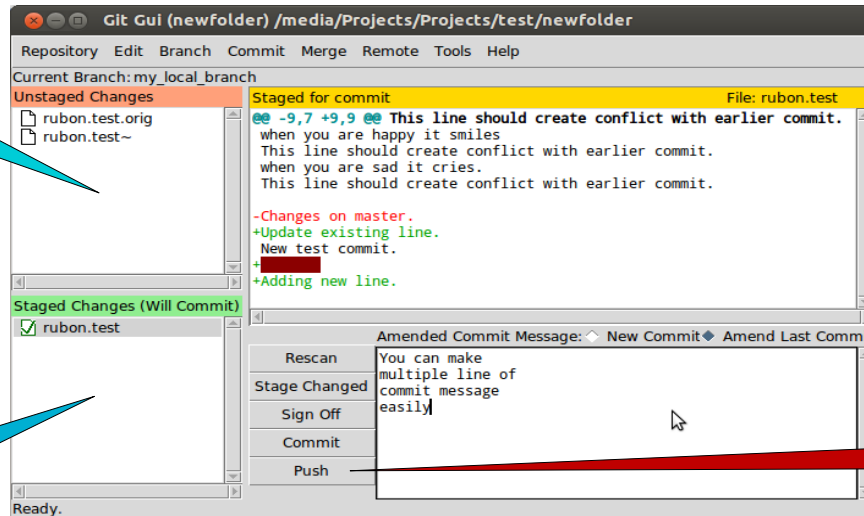 Git Gui (newfolder) /media/Projects/Projects/test/newfolder
Repository Edit Branch Commit Merge Remote Tools Help
Current Branch: my_local_branch
Unstaged Changes
rubon.test.orig
rubon.test~
Staged for commit File: rubon.test
@@ -9,7 +9,9 @@ This line should create conflict with earlier commit.
when you are happy it smiles
This line should create conflict with earlier commit.
when you are sad it cries.
This line should create conflict with earlier commit.
-Changes on master.
+Update existing line.
New test commit.
+
+Adding new line.
Staged Changes (Will Commit)
rubon.test
Amended Commit Message: New Commit Amend Last Comm
Rescan
Stage Changed
Sign Off
Commit
Push
You can make
multiple line of
commit message
easily
Ready.